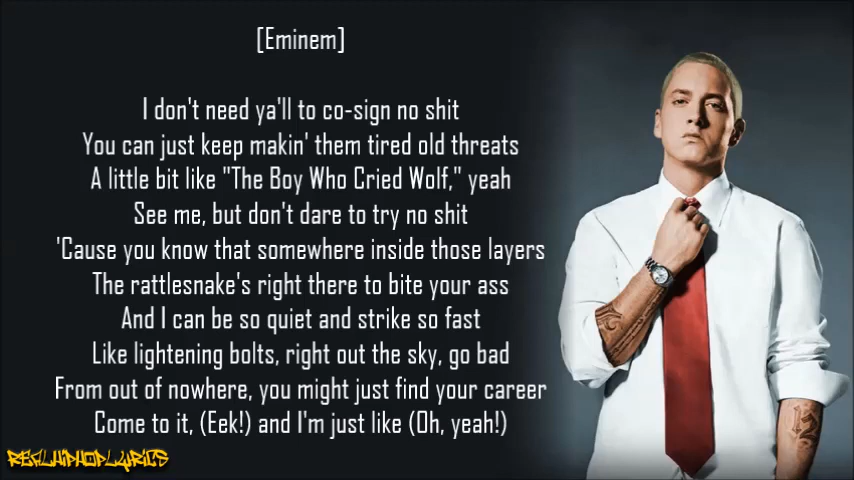 [Eminem]
I don't need ya'll to co-sign no shit
You can just keep makin' them tired old threats
A little bit like "The Boy Who Cried Wolf," yeah
See me, but don't dare to try no shit
'Cause you know that somewhere inside those layers
The rattlesnake's right there to bite your ass
And I can be so quiet and strike so fast
Like lightening bolts, right out the sky, go bad
From out of nowhere, you might just find your career
Come to it, (Eek!) and I'm just like (Oh, yeah!)
REALHIPHOPLYRICS